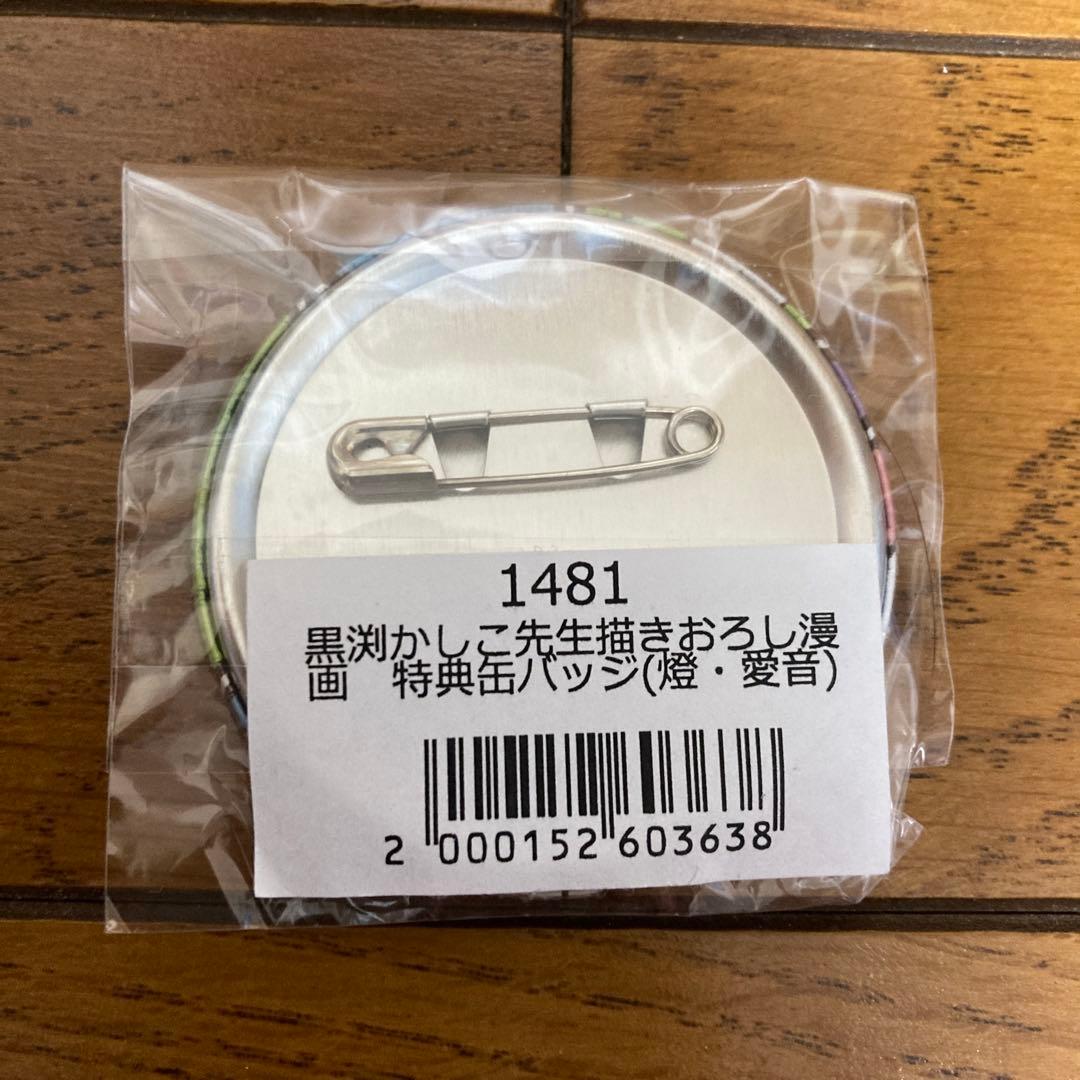 1481
黒渕かしこ先生描きおろし漫
画　特典缶バッジ(燈・愛音)
2 000152 603638